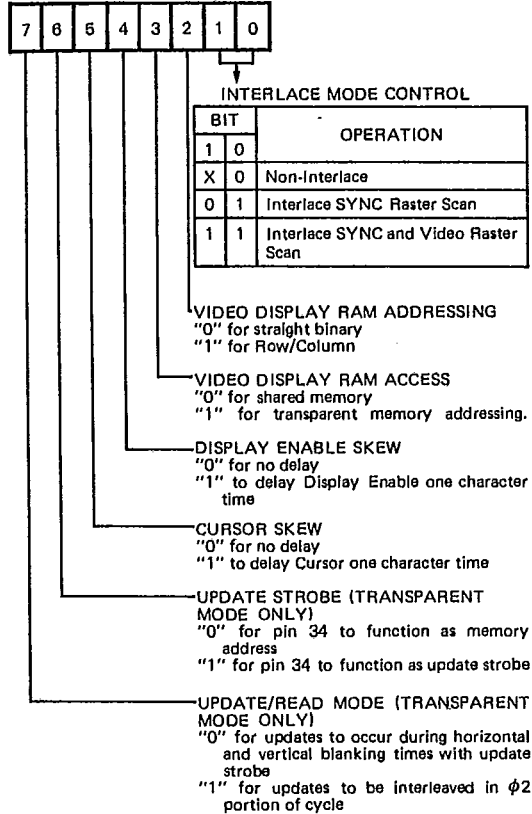 7 6 5 4 3 2 1 0
INTERLACE MODE CONTROL
BIT OPERATION
1 0
X 0 Non-Interlace
0 1 Interlace SYNC Raster Scan
1 1 Interlace SYNC and Video Raster
Scan
VIDEO DISPLAY RAM ADDRESSING
"0" for straight binary
"1" for Row/Column
VIDEO DISPLAY RAM ACCESS
"0" for shared memory
"1" for transparent memory addressing.
DISPLAY ENABLE SKEW
"0" for no delay
"1" to delay Display Enable one character
time
CURSOR SKEW
"0" for no delay
"1" to delay Cursor one character time
UPDATE STROBE (TRANSPARENT
MODE ONLY)
"0" for pin 34 to function as memory
address
"1" for pin 34 to function as update strobe
UPDATE/READ MODE (TRANSPARENT
MODE ONLY)
"0" for updates to occur during horizontal
and vertical blanking times with update
strobe
"1" for updates to be interleaved in ϕ2
portion of cycle